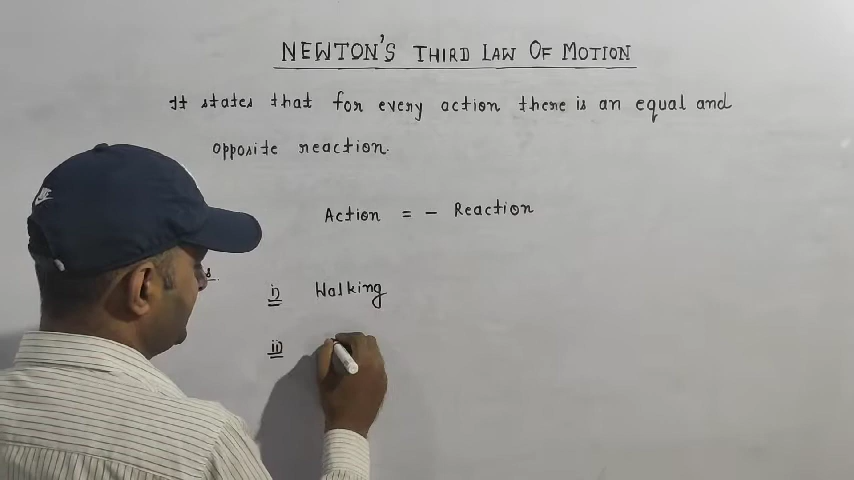 NEWTON'S THIRD LAW OF MOTION
It states that for every action there is an equal and
opposite reaction.
Action = - Reaction
i) Walking
ii)